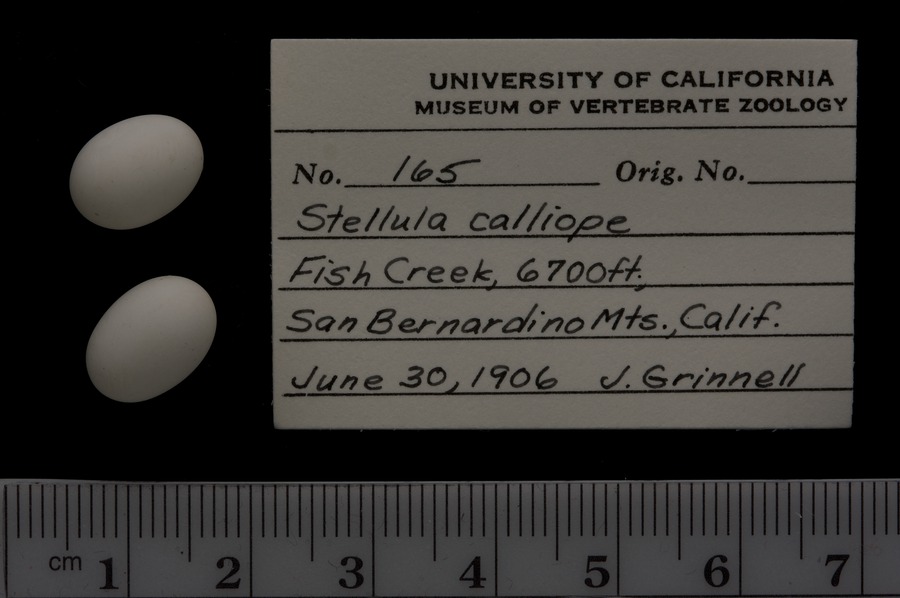 UNIVERSITY OF CALIFORNIA
MUSEUM OF VERTEBRATE ZOOLOGY
No. 165 Orig. No.
Stellula calliope
Fish Creek, 6700ft.,
San Bernardino Mts., Calif.
June 30, 1906 J. Grinnell
cm 1 2 3 4 5 6 7